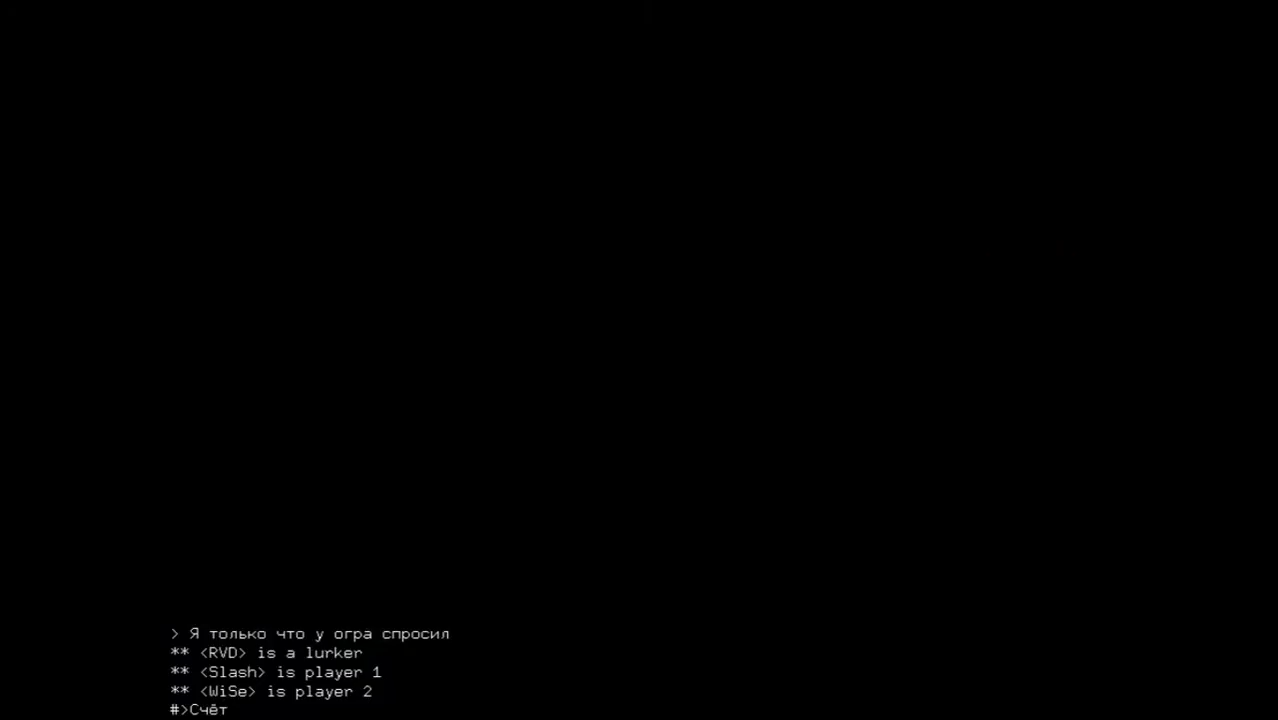 > Я только что у огра спросил
** <RVD> is a lurker
** <Slash> is player 1
** <WiSe> is player 2
#>Счёт